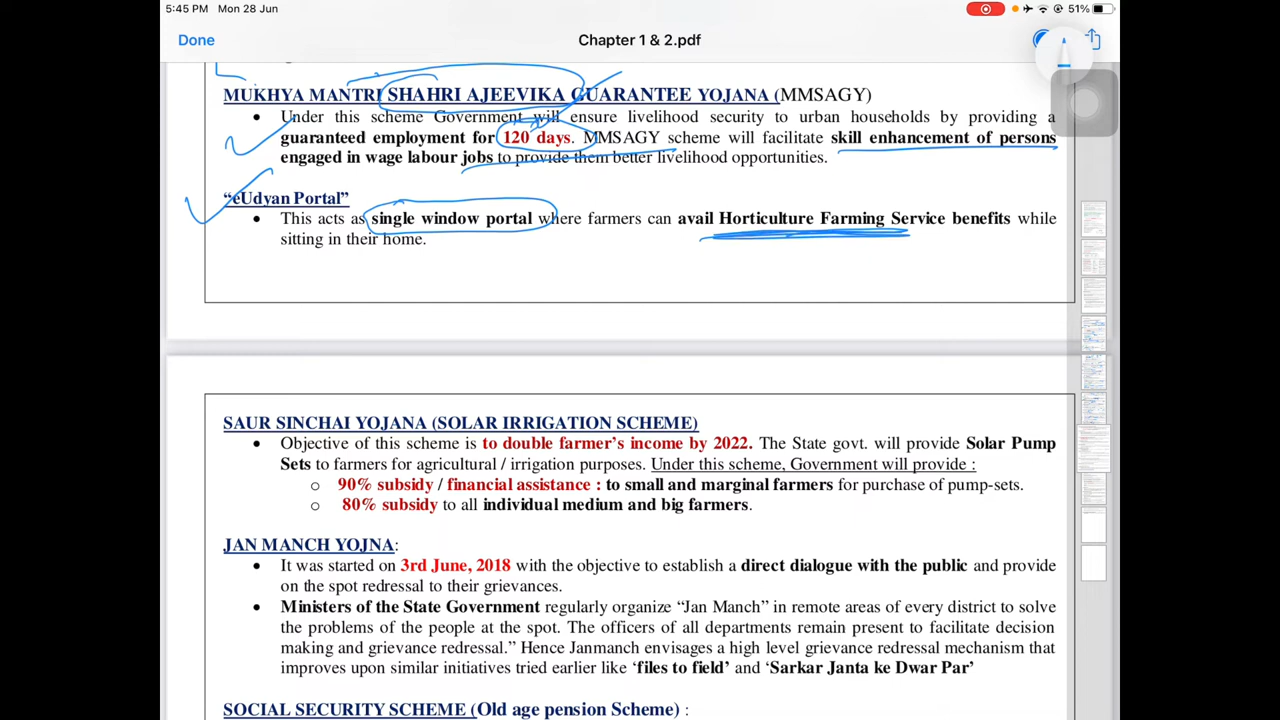 5:45 PM Mon 28 Jun
51%
Done
Chapter 1 & 2.pdf
MUKHYA MANTRI SHAHRI AJEEVIKA GUARANTEE YOJANA (MMSAGY)
• Under this scheme Government will ensure livelihood security to urban households by providing a
guaranteed employment for 120 days. MMSAGY scheme will facilitate skill enhancement of persons
engaged in wage labour jobs to provide them better livelihood opportunities.
“eUdyan Portal”
• This acts as single window portal where farmers can avail Horticulture Farming Service benefits while
sitting in their home.
SAUR SINCHAI YOJANA (SOLAR IRRIGATION SCHEME)
• Objective of this scheme is to double farmer’s income by 2022. The State govt. will provide Solar Pump
Sets to farmers for agricultural / irrigation purposes. Under this scheme, Government will provide :
o 90% subsidy / financial assistance : to small and marginal farmers for purchase of pump-sets.
o 80% subsidy to all individual medium and big farmers.
JAN MANCH YOJNA:
• It was started on 3rd June, 2018 with the objective to establish a direct dialogue with the public and provide
on the spot redressal to their grievances.
• Ministers of the State Government regularly organize “Jan Manch” in remote areas of every district to solve
the problems of the people at the spot. The officers of all departments remain present to facilitate decision
making and grievance redressal.” Hence Janmanch envisages a high level grievance redressal mechanism that
improves upon similar initiatives tried earlier like ‘files to field’ and ‘Sarkar Janta ke Dwar Par’
SOCIAL SECURITY SCHEME (Old age pension Scheme) :